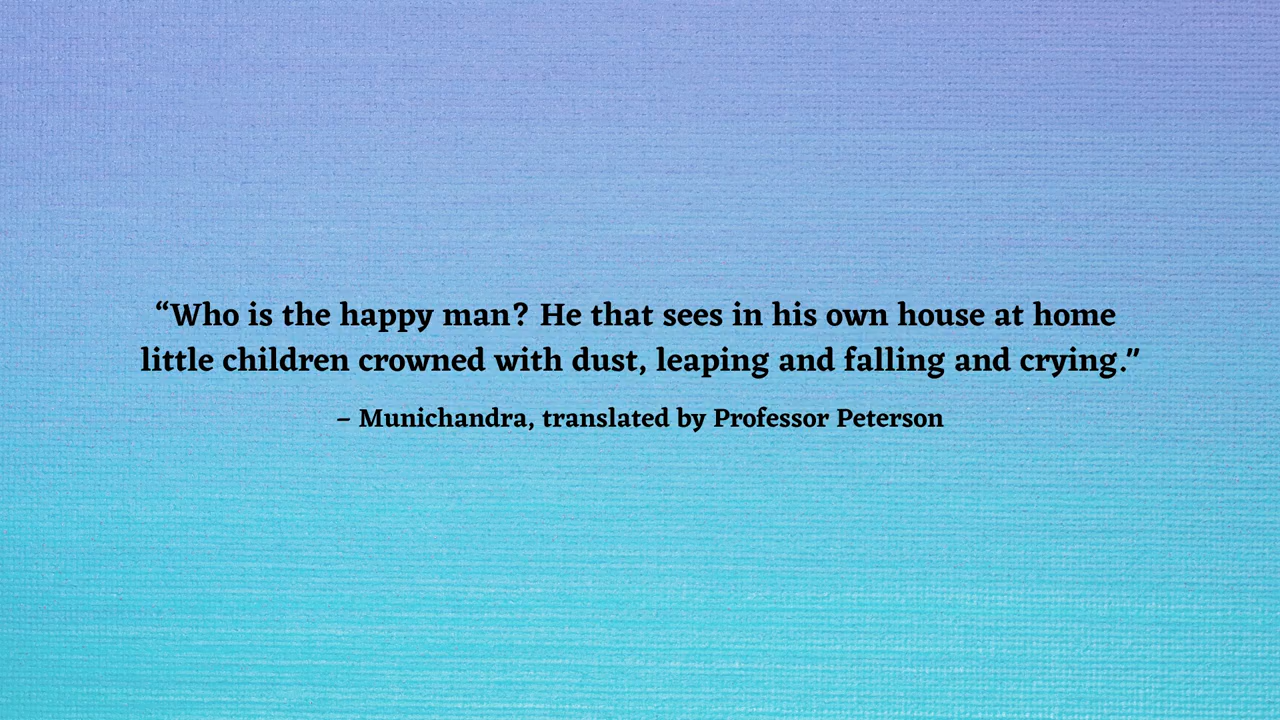 “Who is the happy man? He that sees in his own house at home
little children crowned with dust, leaping and falling and crying."
– Munichandra, translated by Professor Peterson